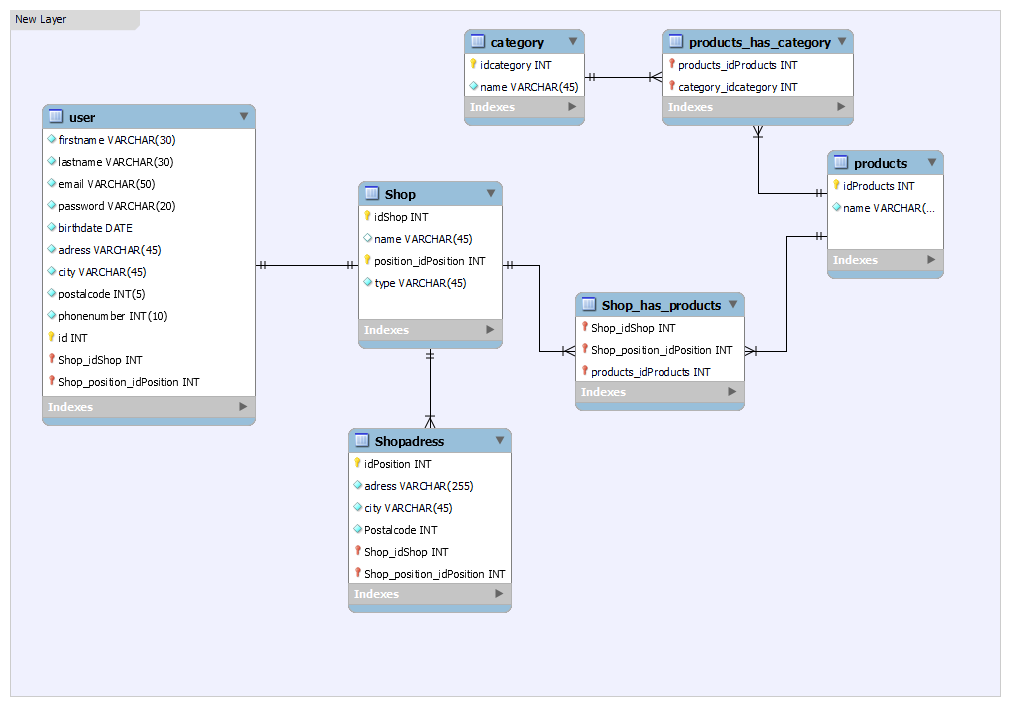 New Layer
category
idcategory INT
name VARCHAR(45)
Indexes
products_has_category
products_idProducts INT
category_idcategory INT
Indexes
user
firstname VARCHAR(30)
lastname VARCHAR(30)
email VARCHAR(50)
password VARCHAR(20)
birthdate DATE
adress VARCHAR(45)
city VARCHAR(45)
postalcode INT(5)
phonenumber INT(10)
id INT
Shop_idShop INT
Shop_position_idPosition INT
Indexes
products
idProducts INT
name VARCHAR(...
Indexes
Shop
idShop INT
name VARCHAR(45)
position_idPosition INT
type VARCHAR(45)
Indexes
Shop_has_products
Shop_idShop INT
Shop_position_idPosition INT
products_idProducts INT
Indexes
Shopadress
idPosition INT
adress VARCHAR(255)
city VARCHAR(45)
Postalcode INT
Shop_idShop INT
Shop_position_idPosition INT
Indexes